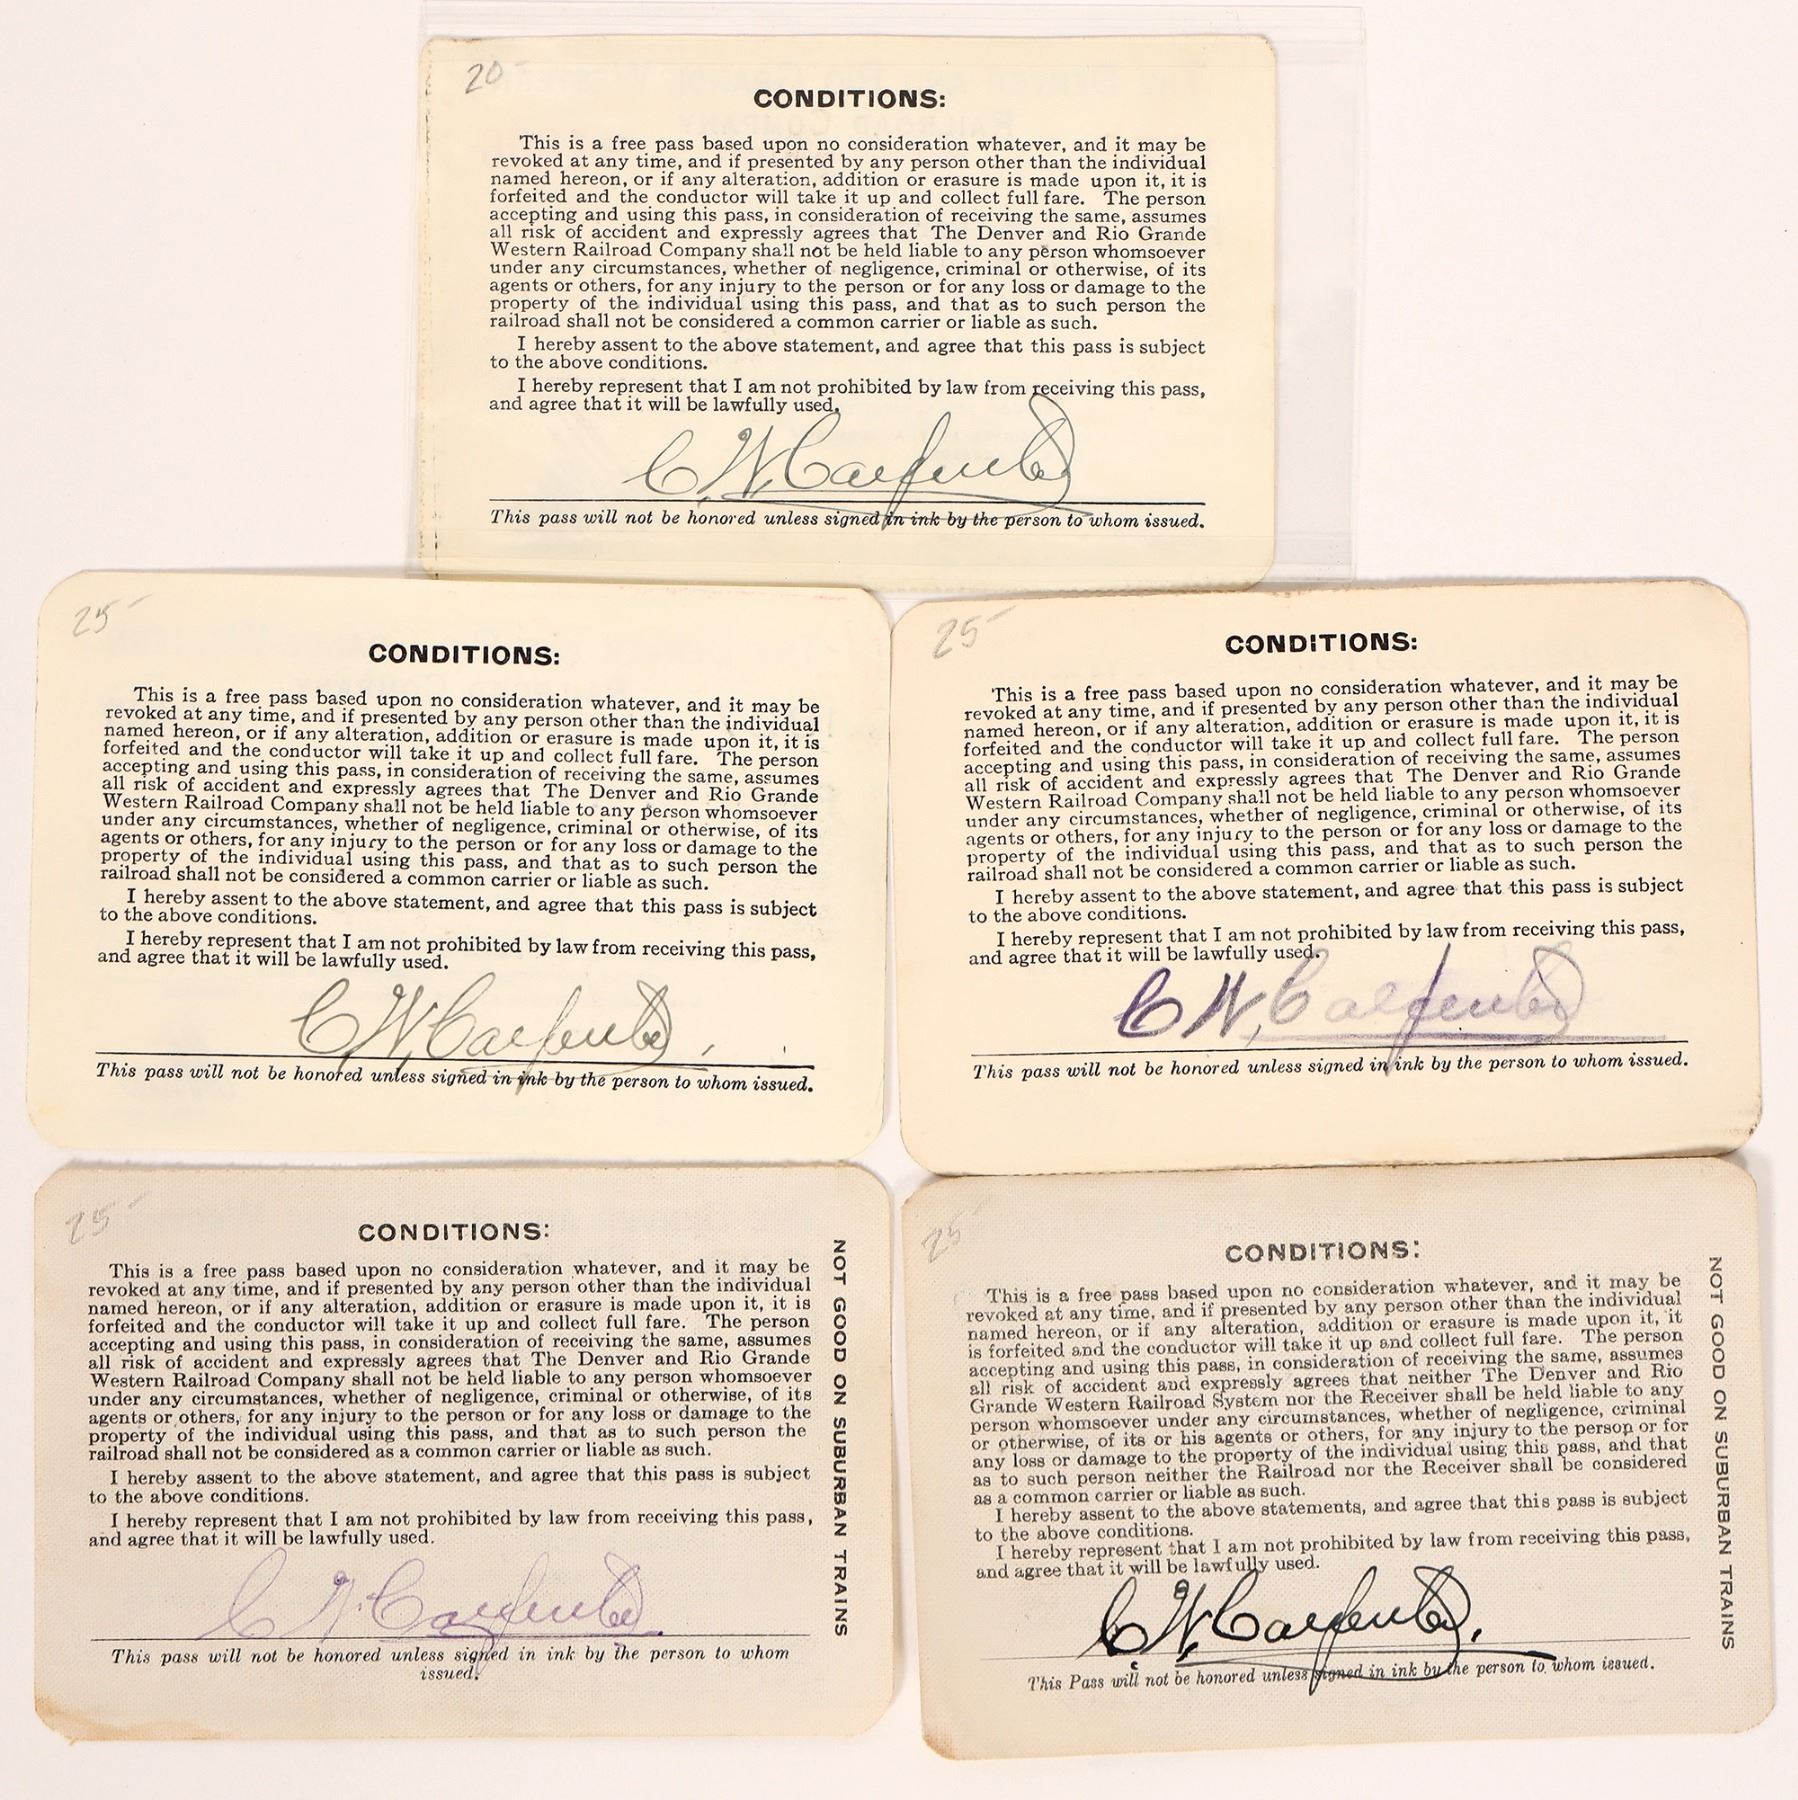 20-
CONDITIONS:
This is a free pass based upon no consideration whatever, and it may be
revoked at any time, and if presented by any person other than the individual
named hereon, or if any alteration, addition or erasure is made upon it, it is
forfeited and the conductor will take it up and collect full fare. The person
accepting and using this pass, in consideration of receiving the same, assumes
all risk of accident and expressly agrees that The Denver and Rio Grande
Western Railroad Company shall not be held liable to any person whomsoever
under any circumstances, whether of negligence, criminal or otherwise, of its
agents or others, for any injury to the person or for any loss or damage to the
property of the individual using this pass, and that as to such person the
railroad shall not be considered a common carrier or liable as such.
I hereby assent to the above statement, and agree that this pass is subject
to the above conditions.
I hereby represent that I am not prohibited by law from receiving this pass,
and agree that it will be lawfully used.
C. W. Carpenter
This pass will not be honored unless signed in ink by the person to whom issued.
25-
CONDITIONS:
This is a free pass based upon no consideration whatever, and it may be
revoked at any time, and if presented by any person other than the individual
named hereon, or if any alteration, addition or erasure is made upon it, it is
forfeited and the conductor will take it up and collect full fare. The person
accepting and using this pass, in consideration of receiving the same, assumes
all risk of accident and expressly agrees that The Denver and Rio Grande
Western Railroad Company shall not be held liable to any person whomsoever
under any circumstances, whether of negligence, criminal or otherwise, of its
agents or others, for any injury to the person or for any loss or damage to the
property of the individual using this pass, and that as to such person the
railroad shall not be considered a common carrier or liable as such.
I hereby assent to the above statement, and agree that this pass is subject
to the above conditions.
I hereby represent that I am not prohibited by law from receiving this pass,
and agree that it will be lawfully used.
C. W. Carpenter
This pass will not be honored unless signed in ink by the person to whom issued.
25-
CONDITIONS:
This is a free pass based upon no consideration whatever, and it may be
revoked at any time, and if presented by any person other than the individual
named hereon, or if any alteration, addition or erasure is made upon it, it is
forfeited and the conductor will take it up and collect full fare. The person
accepting and using this pass, in consideration of receiving the same, assumes
all risk of accident and expressly agrees that The Denver and Rio Grande
Western Railroad Company shall not be held liable to any person whomsoever
under any circumstances, whether of negligence, criminal or otherwise, of its
agents or others, for any injury to the person or for any loss or damage to the
property of the individual using this pass, and that as to such person the
railroad shall not be considered a common carrier or liable as such.
I hereby assent to the above statement, and agree that this pass is subject
to the above conditions.
I hereby represent that I am not prohibited by law from receiving this pass,
and agree that it will be lawfully used.
C. W. Carpenter
This pass will not be honored unless signed in ink by the person to whom issued.
25-
CONDITIONS:
This is a free pass based upon no consideration whatever, and it may be
revoked at any time, and if presented by any person other than the individual
named hereon, or if any alteration, addition or erasure is made upon it, it is
forfeited and the conductor will take it up and collect full fare. The person
accepting and using this pass, in consideration of receiving the same, assumes
all risk of accident and expressly agrees that The Denver and Rio Grande
Western Railroad Company shall not be held liable to any person whomsoever
under any circumstances, whether of negligence, criminal or otherwise, of its
agents or others, for any injury to the person or for any loss or damage to the
property of the individual using this pass, and that as to such person the
railroad shall not be considered as a common carrier or liable as such.
I hereby assent to the above statement, and agree that this pass is subject
to the above conditions.
I hereby represent that I am not prohibited by law from receiving this pass,
and agree that it will be lawfully used.
C. W. Carpenter
This pass will not be honored unless signed in ink by the person to whom
issued.
NOT GOOD ON SUBURBAN TRAINS
25-
CONDITIONS:
This is a free pass based upon no consideration whatever, and it may be
revoked at any time, and if presented by any person other than the individual
named hereon, or if any alteration, addition or erasure is made upon it, it
is forfeited and the conductor will take it up and collect full fare. The person
accepting and using this pass, in consideration of receiving the same, assumes
all risk of accident and expressly agrees that neither The Denver and Rio
Grande Western Railroad System nor the Receiver shall be held liable to any
person whomsoever under any circumstances, whether of negligence, criminal
or otherwise, of its or his agents or others, for any injury to the person or for
any loss or damage to the property of the individual using this pass, and that
as to such person neither the Railroad nor the Receiver shall be considered
as a common carrier or liable as such.
I hereby assent to the above statements, and agree that this pass is subject
to the above conditions.
I hereby represent that I am not prohibited by law from receiving this pass,
and agree that it will be lawfully used.
C. W. Carpenter.
This Pass will not be honored unless signed in ink by the person to whom issued.
NOT GOOD ON SUBURBAN TRAINS